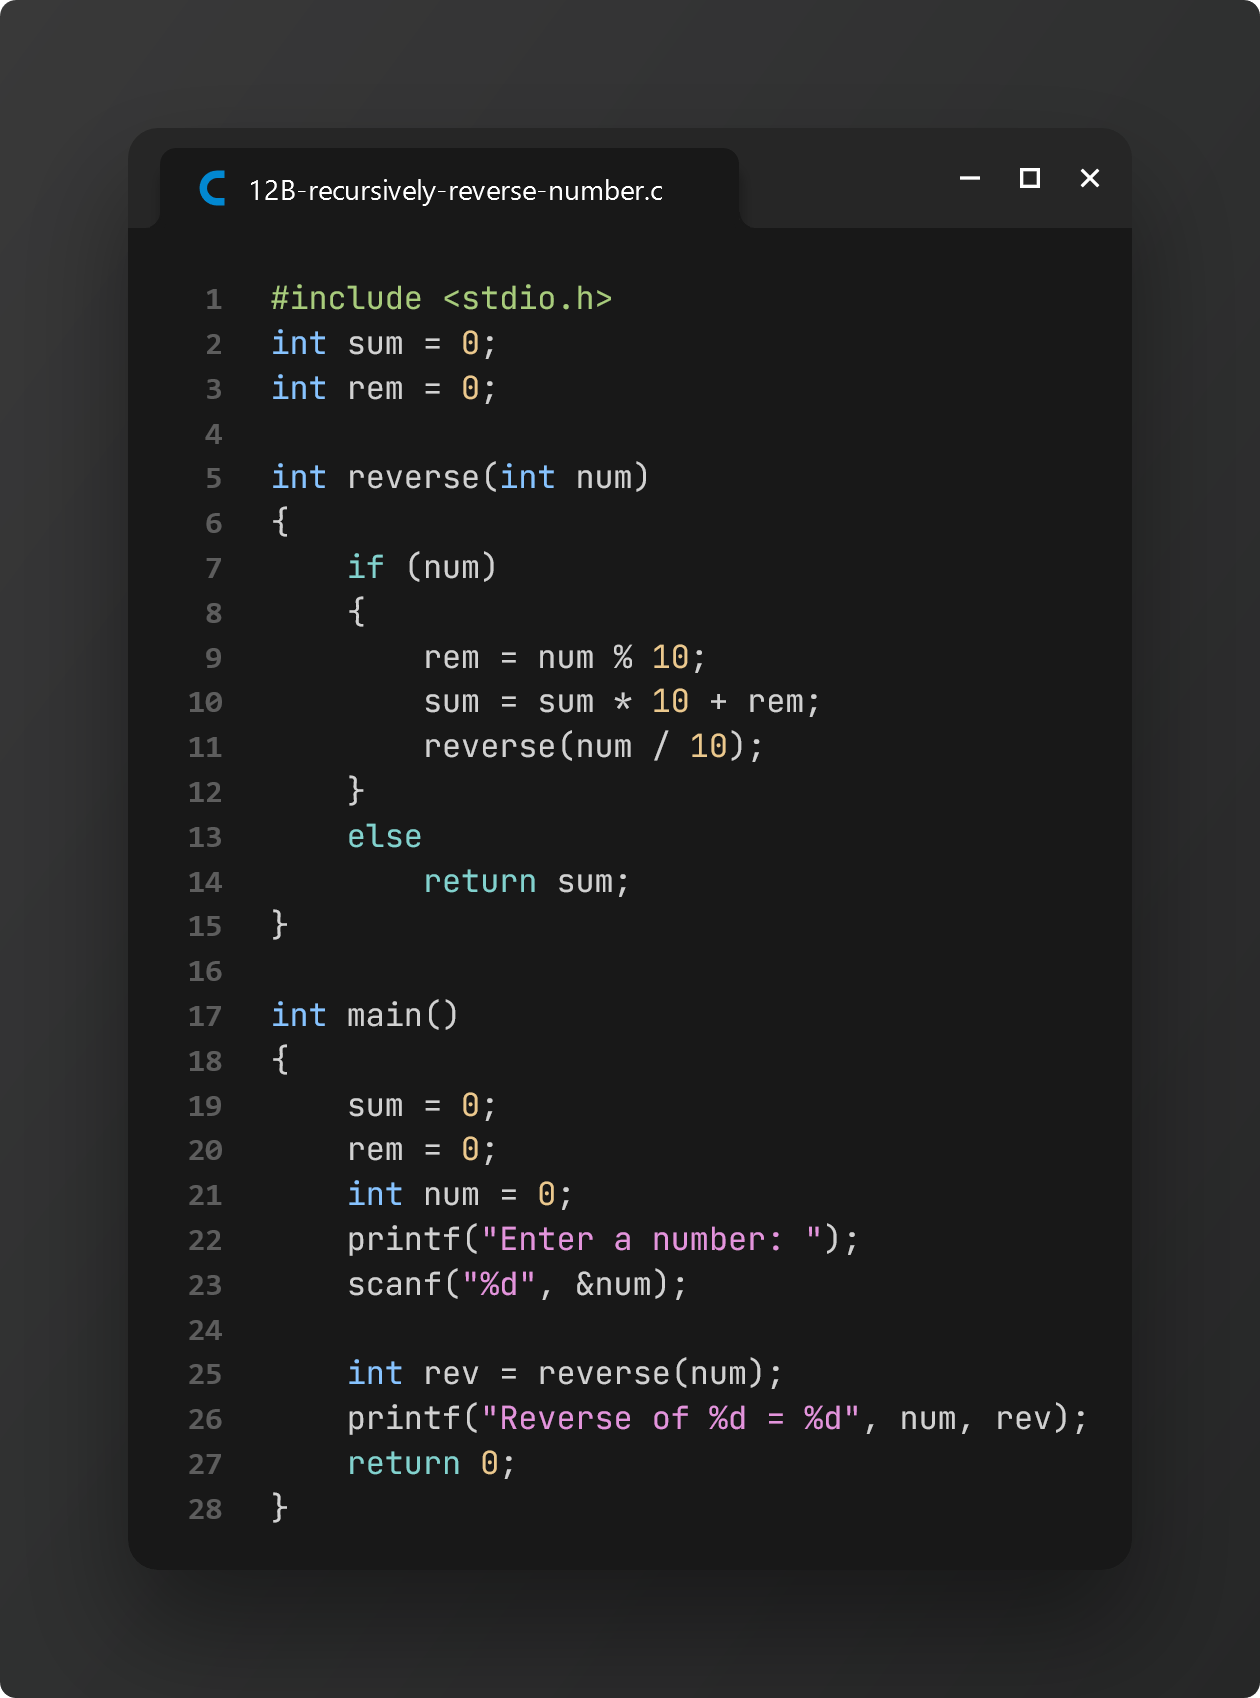 12B-recursively-reverse-number.c
1 #include <stdio.h>
2 int sum = 0;
3 int rem = 0;
4
5 int reverse(int num)
6 {
7     if (num)
8     {
9         rem = num % 10;
10         sum = sum * 10 + rem;
11         reverse(num / 10);
12     }
13     else
14         return sum;
15 }
16
17 int main()
18 {
19     sum = 0;
20     rem = 0;
21     int num = 0;
22     printf("Enter a number: ");
23     scanf("%d", &num);
24
25     int rev = reverse(num);
26     printf("Reverse of %d = %d", num, rev);
27     return 0;
28 }